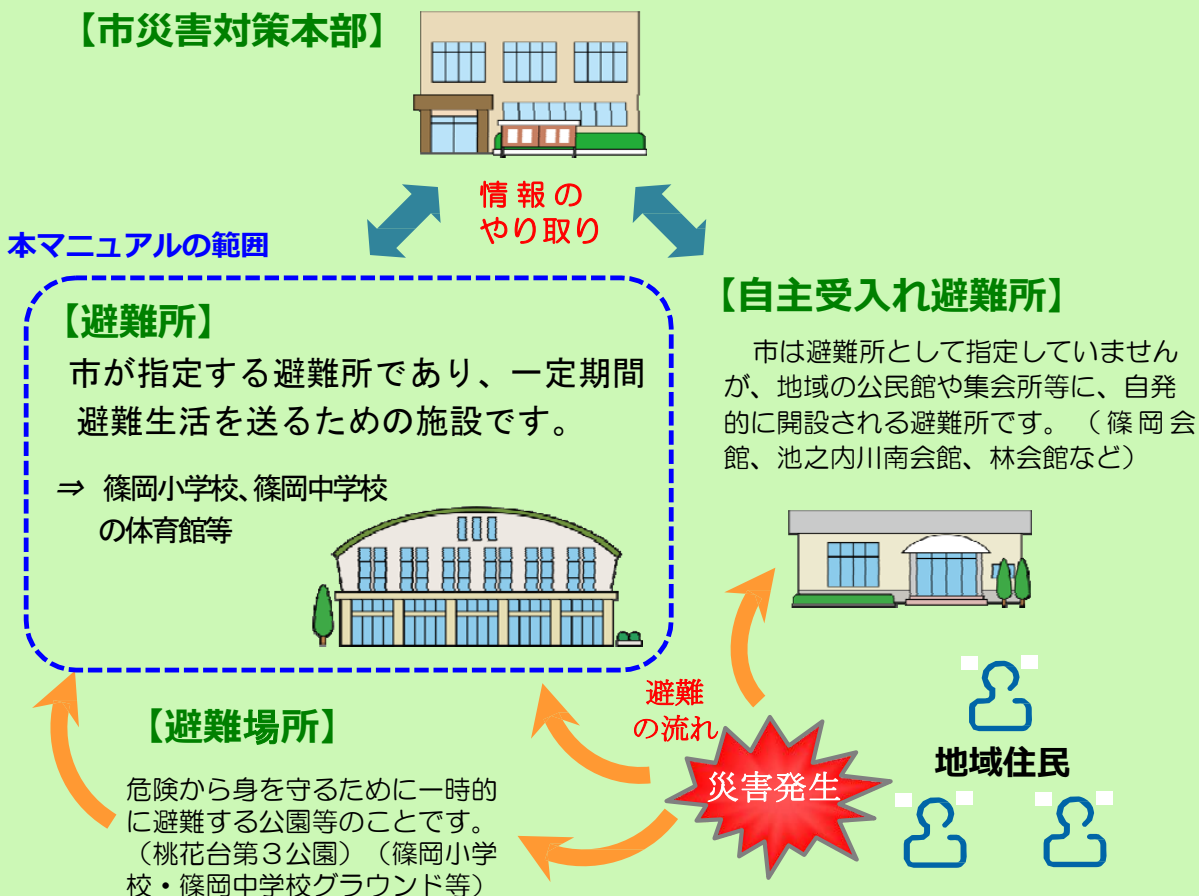 【市災害対策本部】
情報の
やり取り
本マニュアルの範囲
【避難所】
市が指定する避難所であり、一定期間
避難生活を送るための施設です。
⇒ 篠岡小学校、篠岡中学校
の体育館等
【自主受入れ避難所】
市は避難所として指定していません
が、地域の公民館や集会所等に、自発
的に開設される避難所です。（篠岡会
館、池之内川南会館、林会館など）
避難
の流れ
【避難場所】
危険から身を守るために一時的
に避難する公園等のことです。
（桃花台第３公園）（篠岡小学
校・篠岡中学校グラウンド等）
災害発生
地域住民